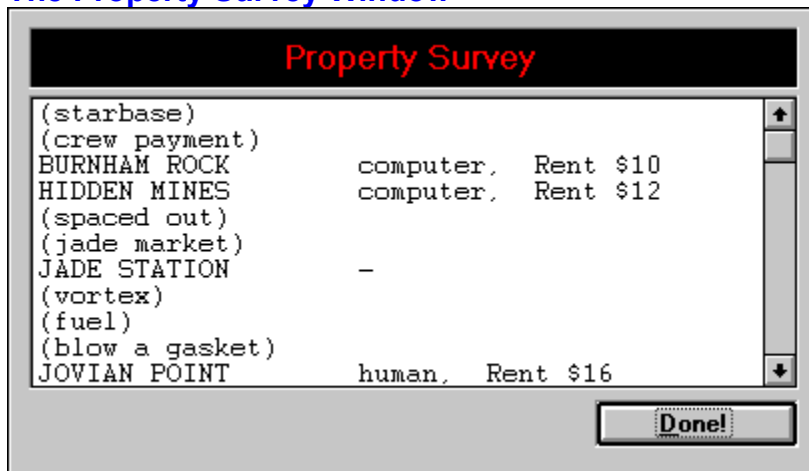 The Property Survey Window
Property Survey
(starbase)
(crew payment)
BURNHAM ROCK computer, Rent $10
HIDDEN MINES computer, Rent $12
(spaced out)
(jade market)
JADE STATION –
(vortex)
(fuel)
(blow a gasket)
JOVIAN POINT human, Rent $16
Done!